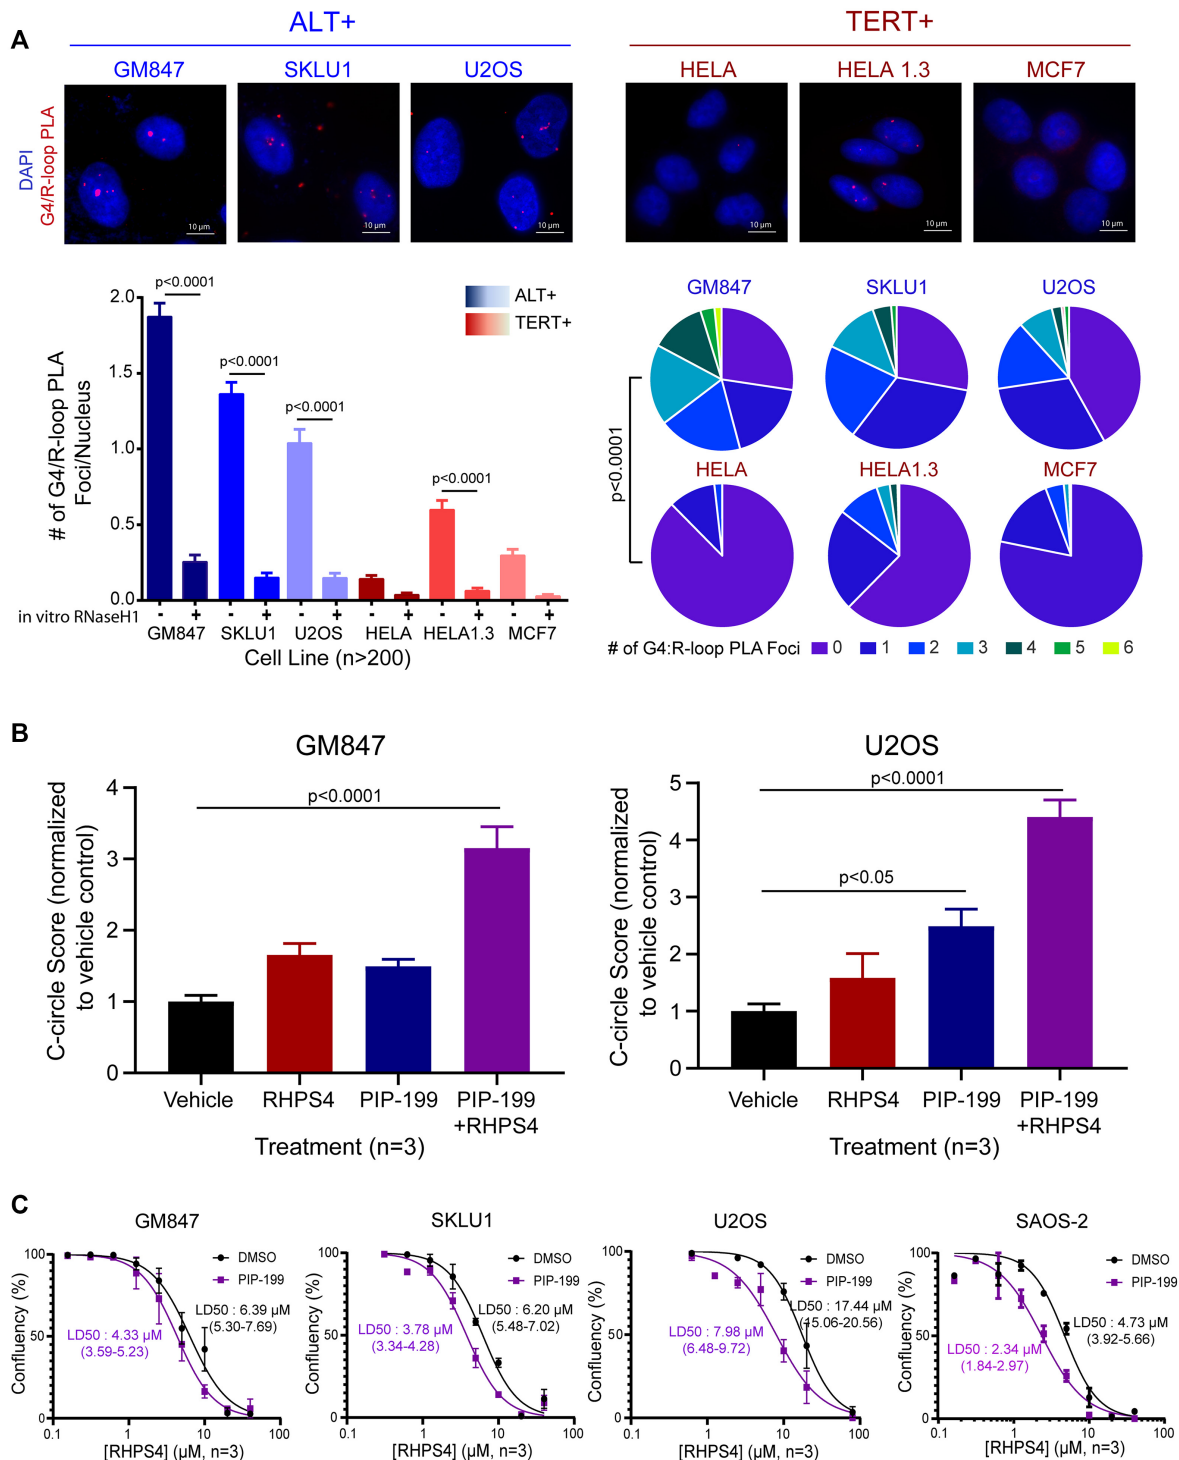 A
ALT+
TERT+
GM847
SKLU1
U2OS
HELA
HELA 1.3
MCF7
DAPI
G4/R-loop PLA
10 µm
10 µm
10 µm
10 µm
10 µm
10 µm
# of G4/R-loop PLA
Foci/Nucleus
2.0
1.5
1.0
0.5
0.0
p<0.0001
p<0.0001
p<0.0001
p<0.0001
ALT+
TERT+
in vitro RNaseH1
- + - + - + - + - + - +
GM847 SKLU1 U2OS HELA HELA1.3 MCF7
Cell Line (n>200)
GM847
SKLU1
U2OS
p<0.0001
HELA
HELA1.3
MCF7
# of G4:R-loop PLA Foci 0 1 2 3 4 5 6
B
GM847
C-circle Score (normalized
to vehicle control)
4
3
2
1
0
p<0.0001
Vehicle RHPS4 PIP-199 PIP-199
+RHPS4
Treatment (n=3)
U2OS
C-circle Score (normalized
to vehicle control)
5
4
3
2
1
0
p<0.0001
p<0.05
Vehicle RHPS4 PIP-199 PIP-199
+RHPS4
Treatment (n=3)
C
GM847
Confluency (%)
100
50
0
DMSO
PIP-199
LD50 : 6.39 µM
(5.30-7.69)
LD50 : 4.33 µM
(3.59-5.23)
0.1 1 10 100
[RHPS4] (µM, n=3)
SKLU1
Confluency (%)
100
50
0
DMSO
PIP-199
LD50 : 6.20 µM
(5.48-7.02)
LD50 : 3.78 µM
(3.34-4.28)
0.1 1 10 100
[RHPS4] (µM, n=3)
U2OS
Confluency (%)
100
50
0
DMSO
PIP-199
LD50 : 17.44 µM
(15.06-20.56)
LD50 : 7.98 µM
(6.48-9.72)
0.1 1 10 100
[RHPS4] (µM, n=3)
SAOS-2
Confluency (%)
100
50
0
DMSO
PIP-199
LD50 : 4.73 µM
(3.92-5.66)
LD50 : 2.34 µM
(1.84-2.97)
0.1 1 10 100
[RHPS4] (µM, n=3)